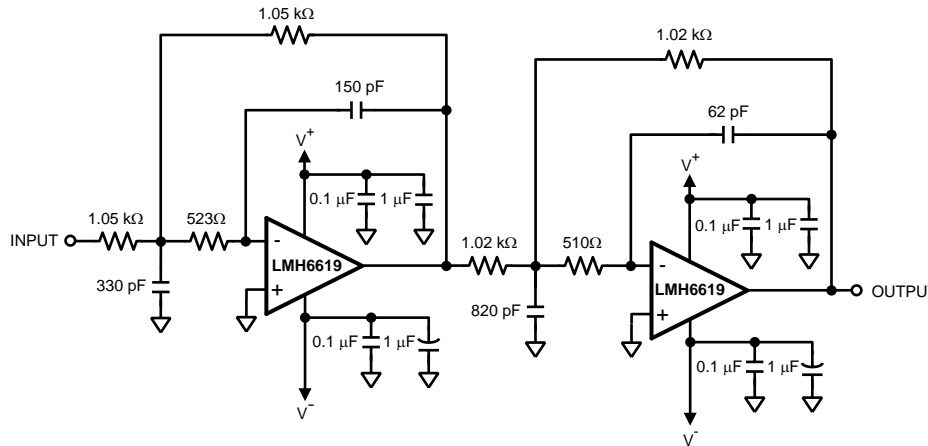 1.05 kΩ
1.02 kΩ
150 pF
62 pF
V+
V+
0.1 µF
1 µF
0.1 µF
1 µF
1.05 kΩ
523Ω
INPUT
-
LMH6619
+
1.02 kΩ
510Ω
-
LMH6619
+
OUTPU
330 pF
820 pF
0.1 µF
1 µF
0.1 µF
1 µF
V-
V-